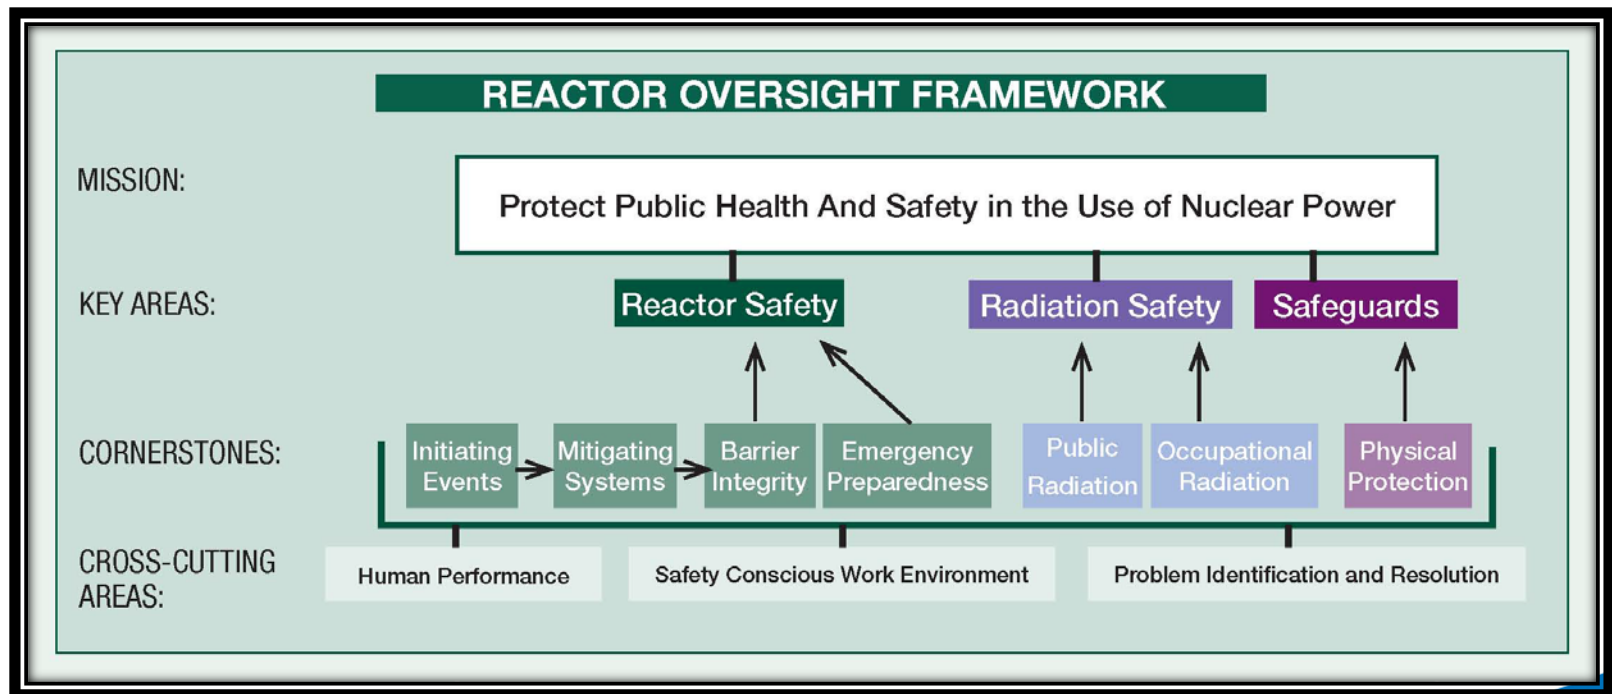 REACTOR OVERSIGHT FRAMEWORK
MISSION:
Protect Public Health And Safety in the Use of Nuclear Power
KEY AREAS:
Reactor Safety
Radiation Safety
Safeguards
CORNERSTONES:
Initiating
Events
Mitigating
Systems
Barrier
Integrity
Emergency
Preparedness
Public
Radiation
Occupational
Radiation
Physical
Protection
CROSS-CUTTING
AREAS:
Human Performance
Safety Conscious Work Environment
Problem Identification and Resolution